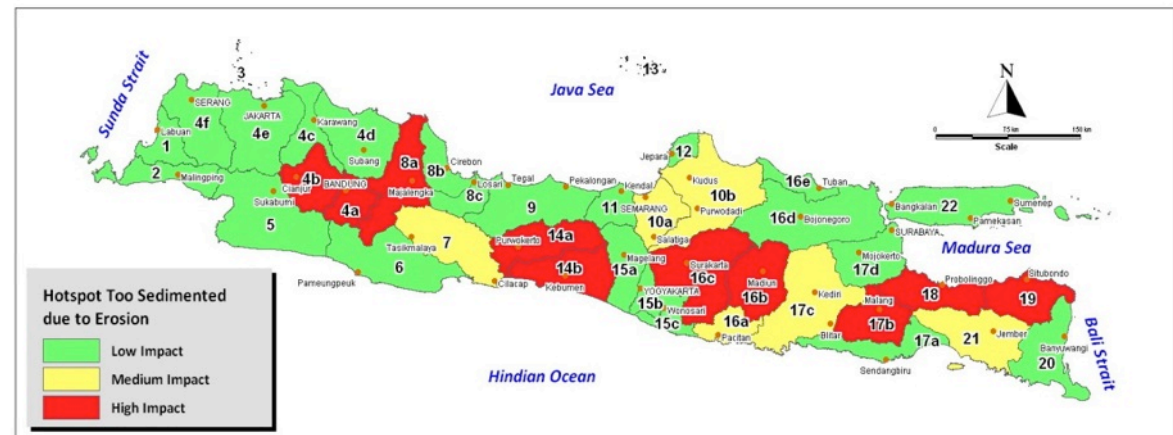 Sunda Strait
3
Java Sea
13
N
0 75 km 150 km
Scale
SERANG
4f
JAKARTA
4e
Karawang
4c
4d
Subang
Labuan
1
2
Malingping
8a
Majalengka
Cirebon
8b
Losari
8c
Tegal
Pekalongan
9
Kendal
11
SEMARANG
Jepara
12
Kudus
10b
Purwodadi
10a
Salatiga
16e
Tuban
16d
Bojonegoro
Bangkalan
22
Sumenep
Pamekasan
SURABAYA
Madura Sea
4b
Cianjur
BANDUNG
4a
Sukabumi
5
Tasikmalaya
7
6
Pameungpeuk
Cilacap
Purwokerto
14a
14b
Kebumen
Magelang
15a
YOGYAKARTA
15b
Wonosari
15c
Surakarta
16c
Madiun
16b
16a
Pacitan
Kediri
17c
Blitar
Mojokerto
17d
Malang
17b
17a
Sendangbiru
Probolinggo
18
Situbondo
19
Jember
21
Banyuwangi
20
Bali Strait
Hindian Ocean
Hotspot Too Sedimented
due to Erosion
Low Impact
Medium Impact
High Impact